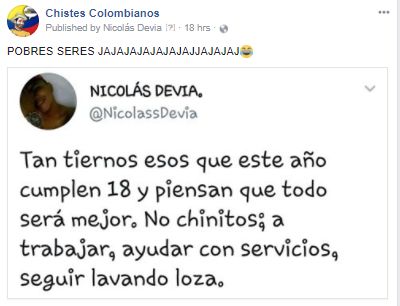 Chistes Colombianos
Published by Nicolás Devia [?] · 18 hrs ·
POBRES SERES JAJAJAJAJAJAJAJJAJAJAJ😂
NICOLÁS DEVIA.
@NicolassDevia
Tan tiernos esos que este año
cumplen 18 y piensan que todo
será mejor. No chinitos; a
trabajar, ayudar con servicios,
seguir lavando loza.